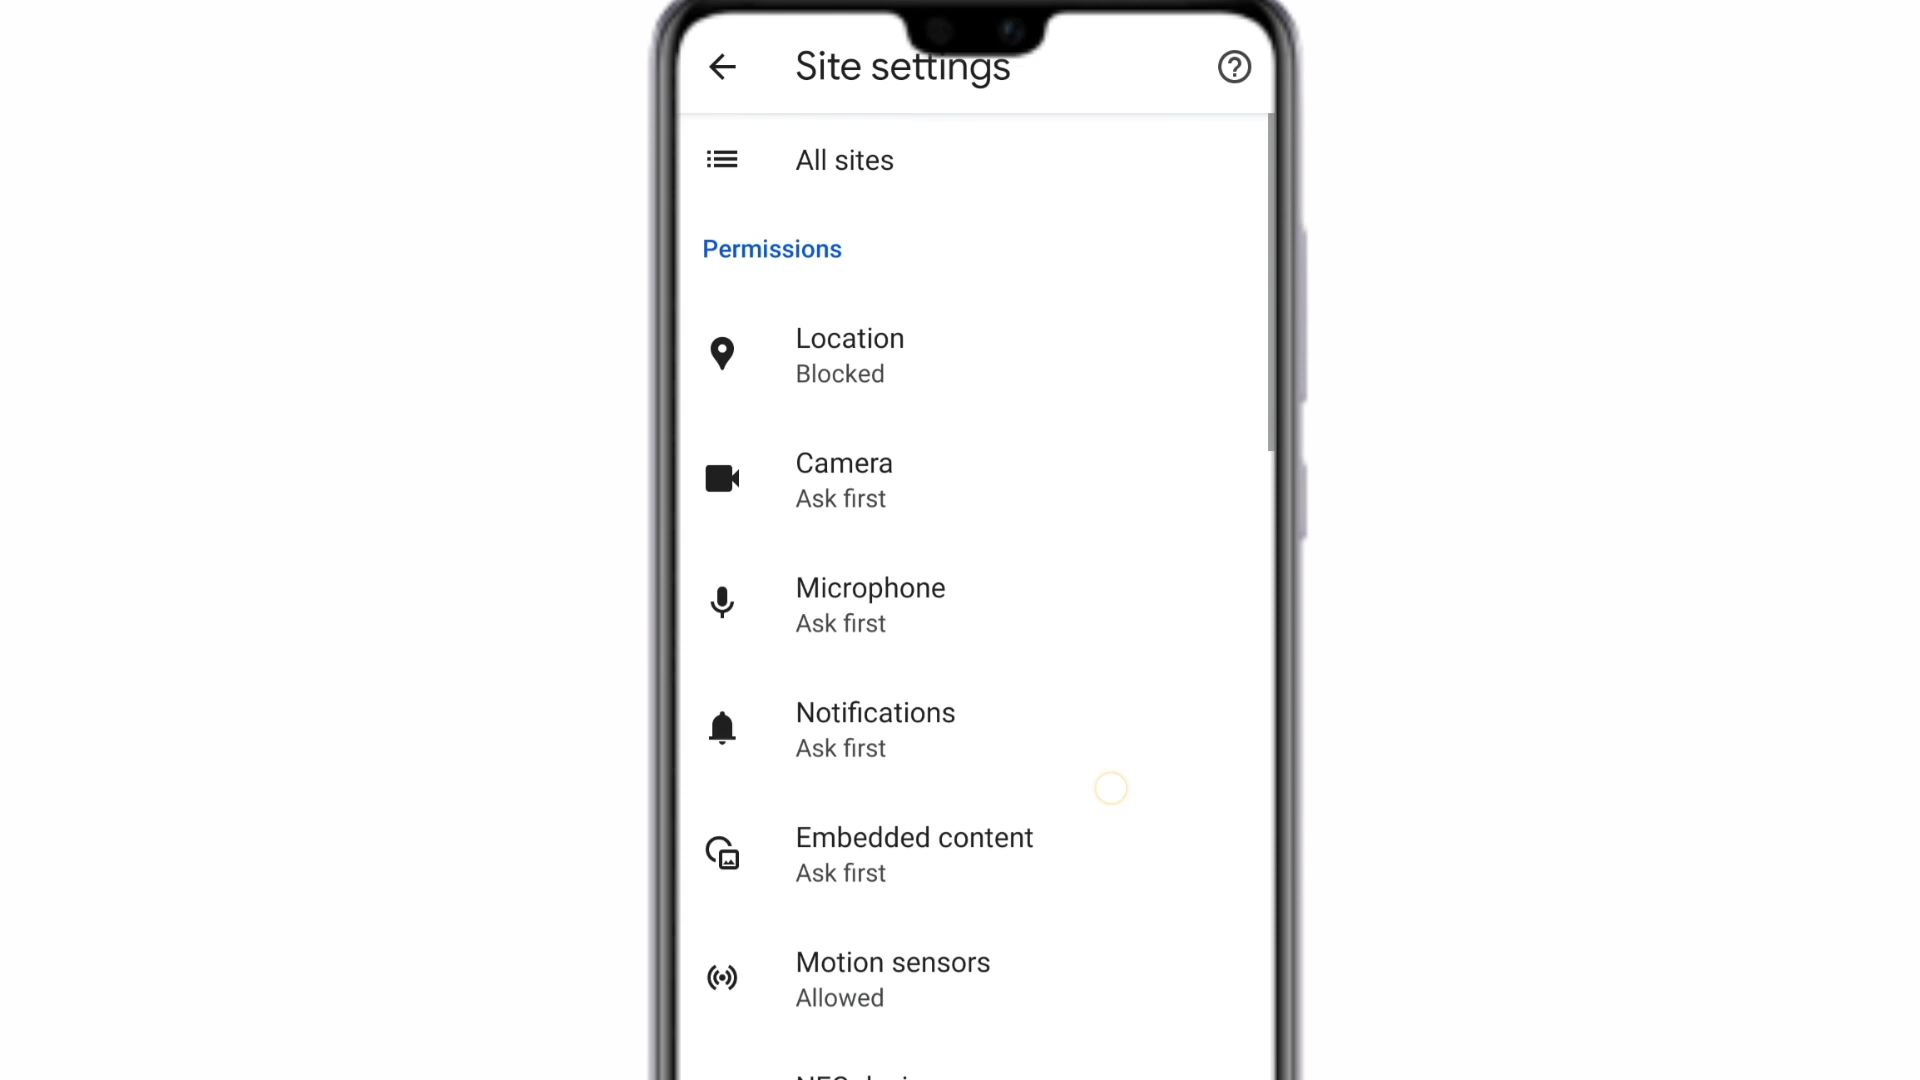 Site settings
All sites
Permissions
Location
Blocked
Camera
Ask first
Microphone
Ask first
Notifications
Ask first
Embedded content
Ask first
Motion sensors
Allowed